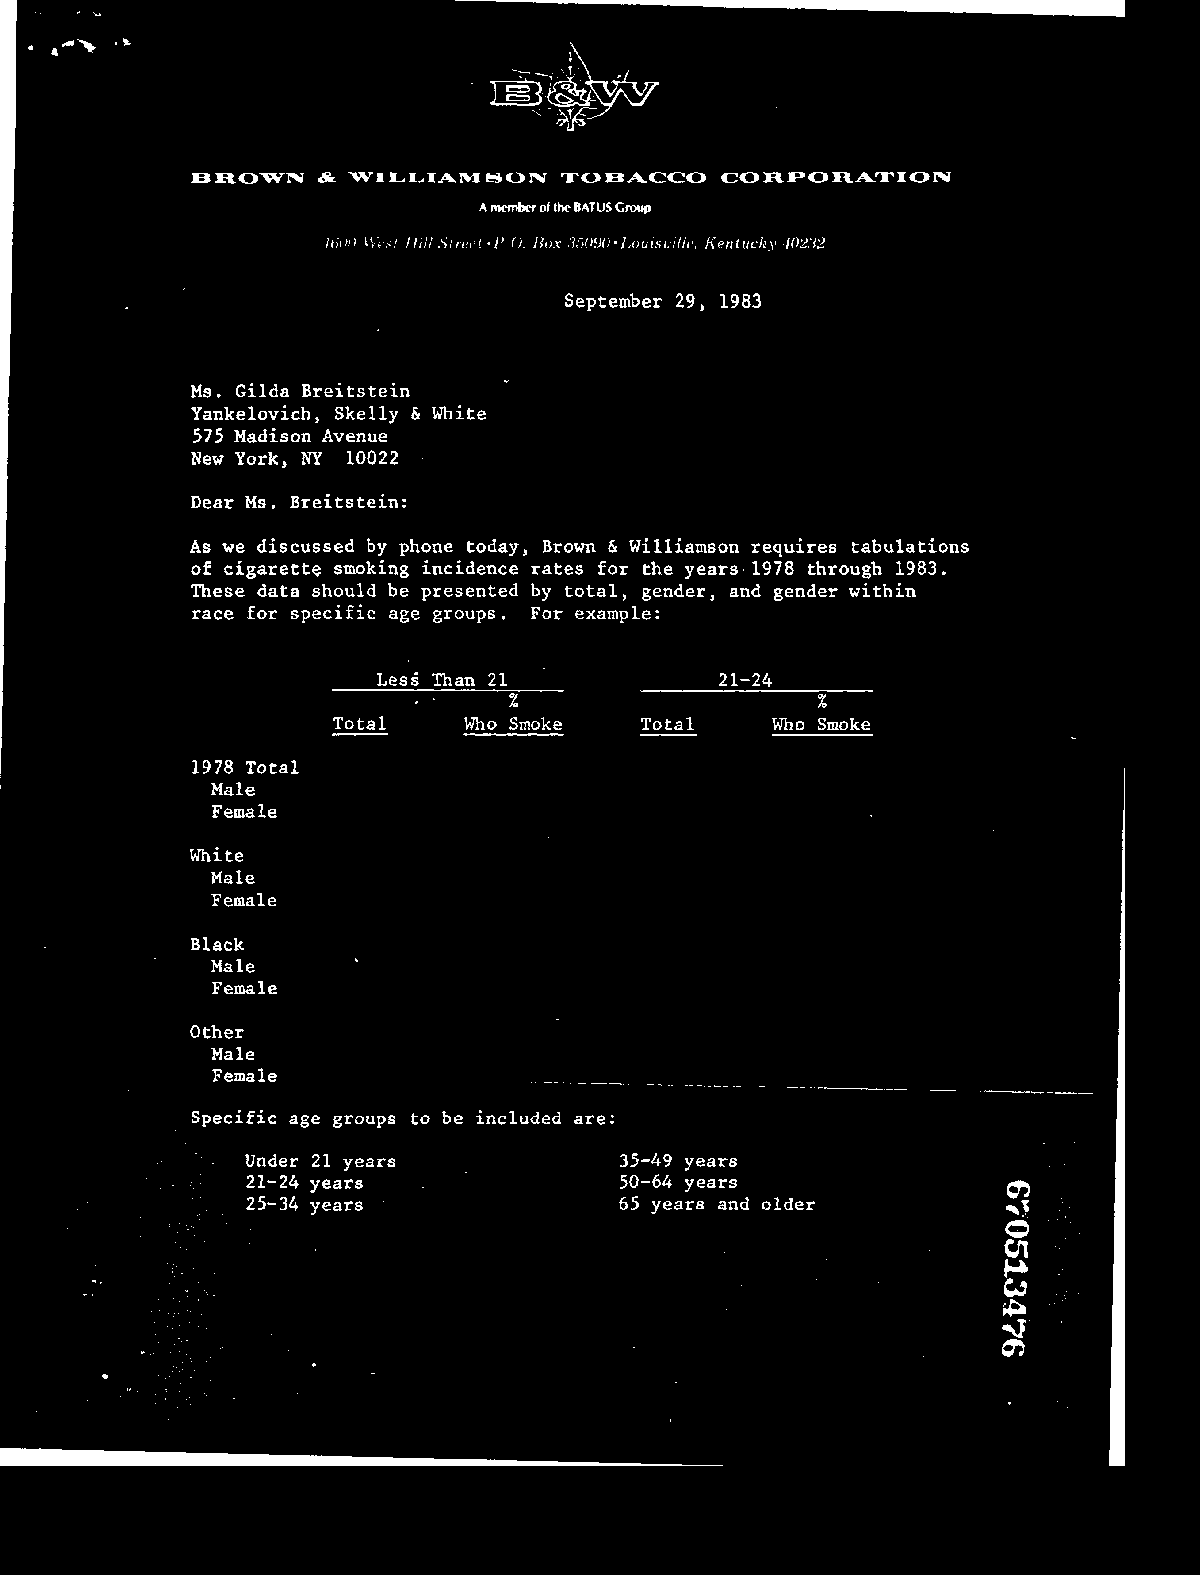 B&W
BROWN & WILLIAMSON TOBACCO CORPORATION
A member of the BATUS Group
1600 West Hill Street • P. O. Box 35090 • Louisville, Kentucky 40232
September 29, 1983
Ms. Gilda Breitstein
Yankelovich, Skelly & White
575 Madison Avenue
New York, NY 10022
Dear Ms. Breitstein:
As we discussed by phone today, Brown & Williamson requires tabulations
of cigarette smoking incidence rates for the years 1978 through 1983.
These data should be presented by total, gender, and gender within
race for specific age groups. For example:
Less Than 21 21-24
% %
Total Who Smoke Total Who Smoke
1978 Total
Male
Female
White
Male
Female
Black
Male
Female
Other
Male
Female
Specific age groups to be included are:
Under 21 years 35-49 years
21-24 years 50-64 years
25-34 years 65 years and older
670513476